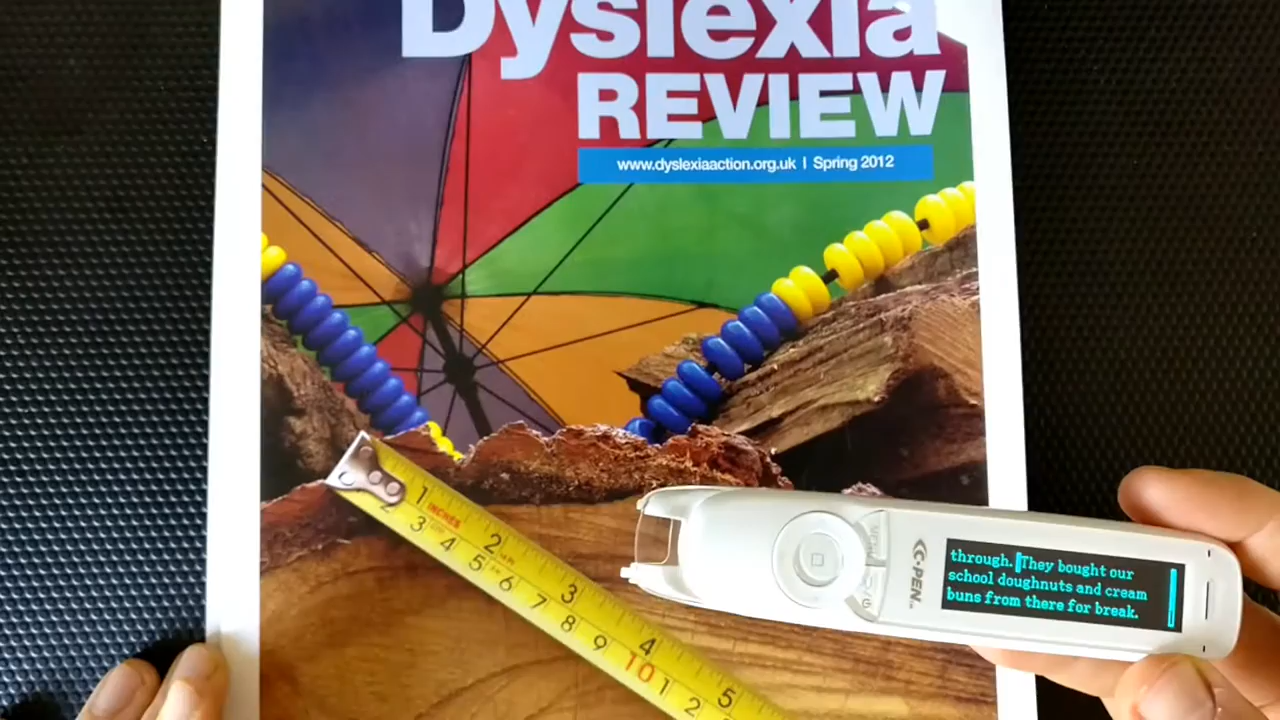 Dyslexia
REVIEW
www.dyslexiaaction.org.uk | Spring 2012
1
INCHES
2
3
4
5
2
3
4
5
6
7
8
9
10
1
2
C-PEN
through. They bought our
school doughnuts and cream
buns from there for break.